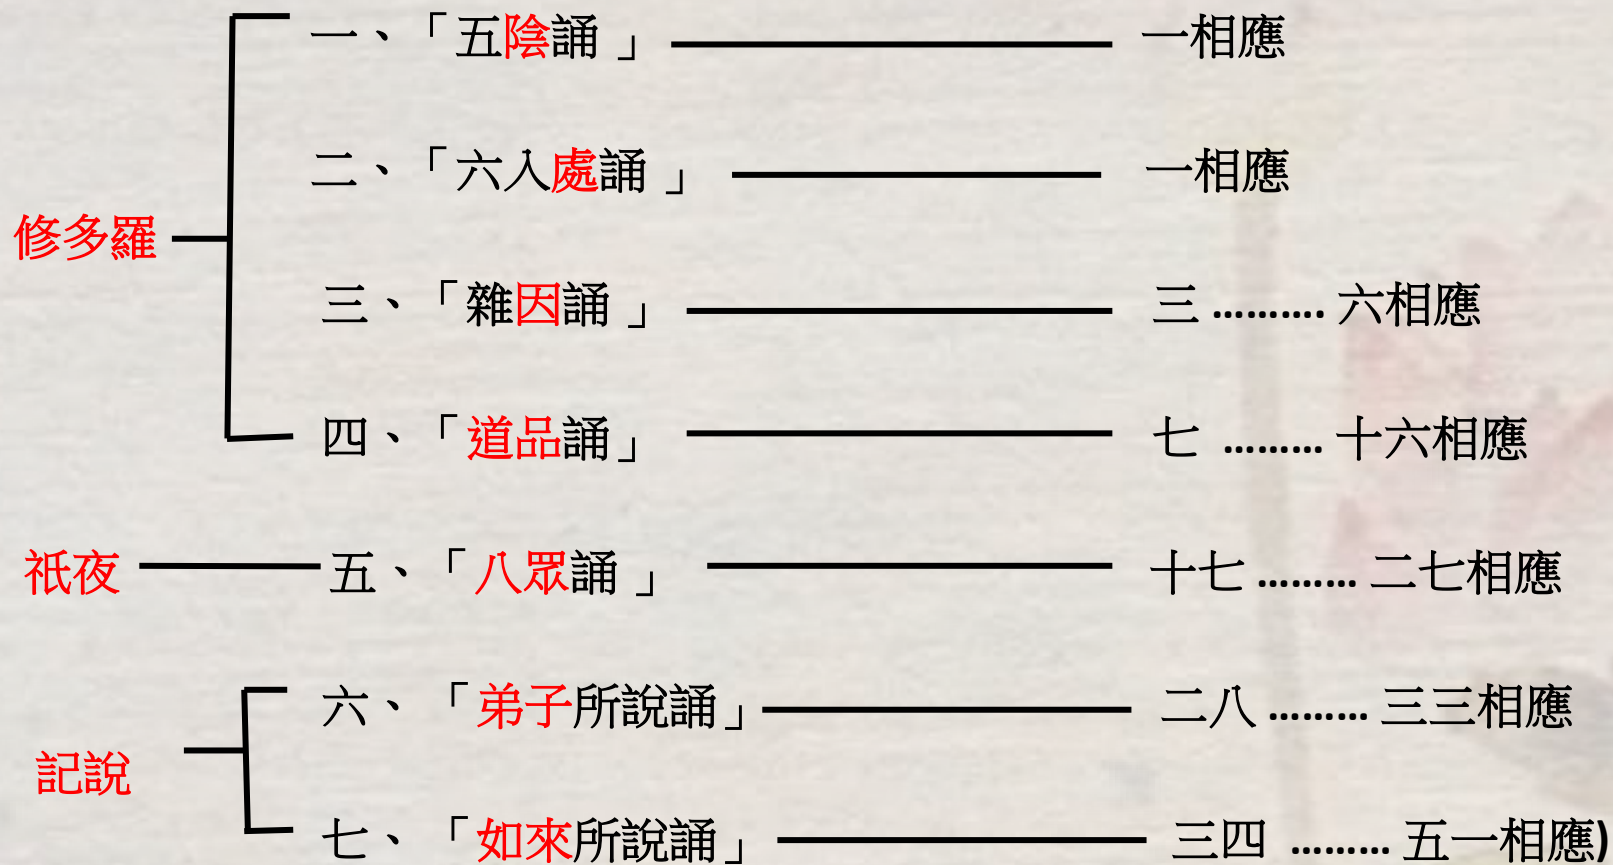 一、「五陰誦 」 一相應
二、「六入處誦 」 一相應
修多羅
三、「雜因誦 」 三 .......... 六相應
四、「道品誦」 七 ......... 十六相應
祇夜 五、「八眾誦 」 十七 ......... 二七相應
六、「弟子所說誦」 二八 ......... 三三相應
記說
七、「如來所說誦」 三四 ......... 五一相應)